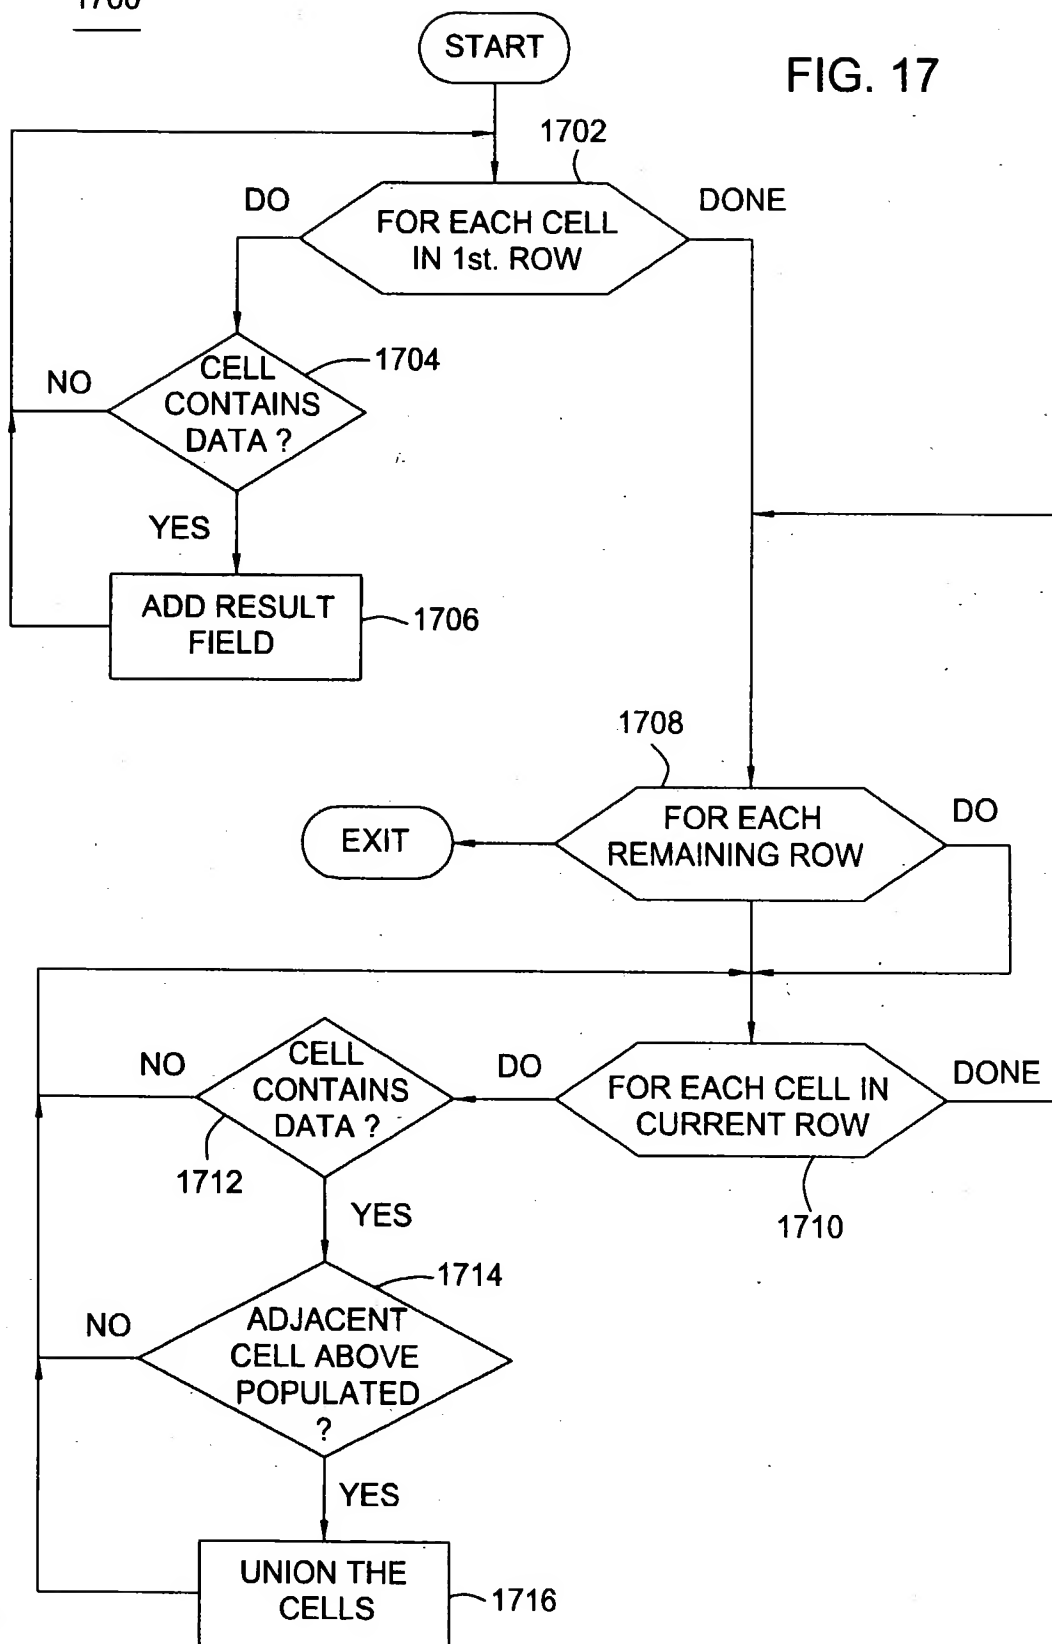 1700
START
FIG. 17
1702
DO
DONE
FOR EACH CELL
IN 1st. ROW
1704
NO
CELL
CONTAINS
DATA ?
YES
ADD RESULT
FIELD
1706
1708
EXIT
FOR EACH
REMAINING ROW
DO
NO
CELL
CONTAINS
DATA ?
DO
FOR EACH CELL IN
CURRENT ROW
DONE
1712
1710
YES
1714
NO
ADJACENT
CELL ABOVE
POPULATED
?
YES
UNION THE
CELLS
1716